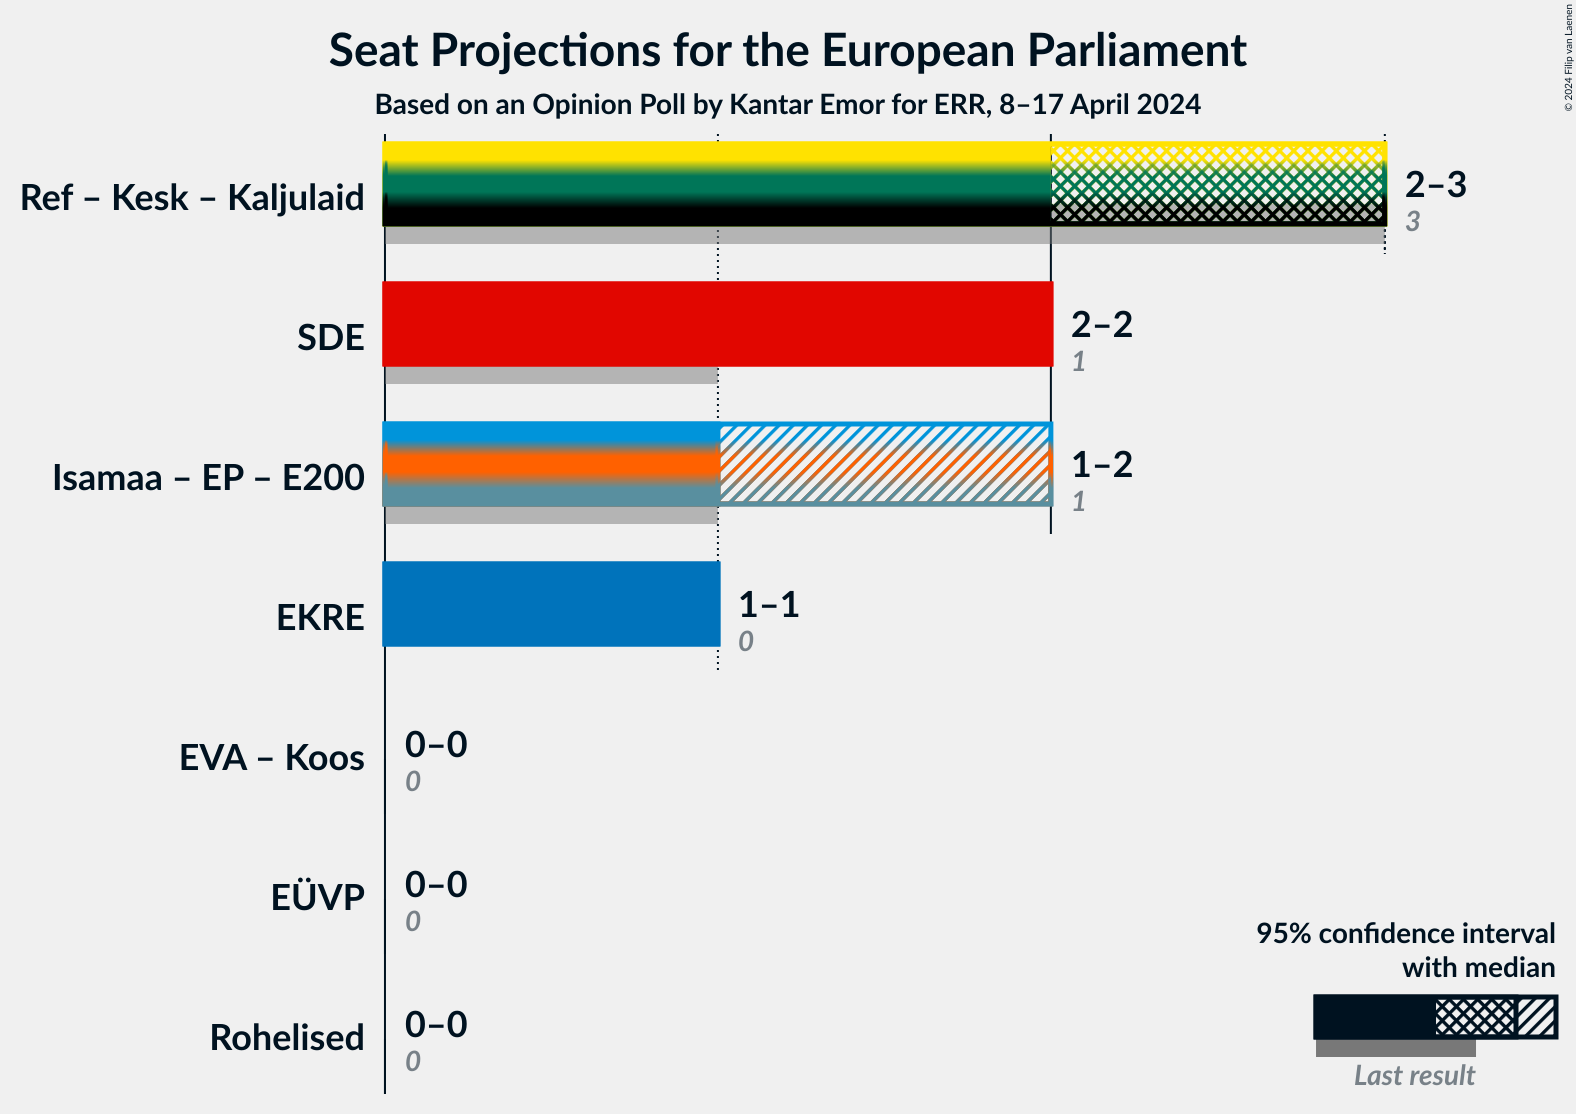 Seat Projections for the European Parliament
Based on an Opinion Poll by Kantar Emor for ERR, 8–17 April 2024
© 2024 Filip van Laenen
Ref – Kesk – Kaljulaid
2–3
3
SDE
2–2
1
Isamaa – EP – E200
1–2
1
EKRE
1–1
0
EVA – Koos
0–0
0
EÜVP
0–0
0
Rohelised
0–0
0
95% confidence interval
with median
Last result